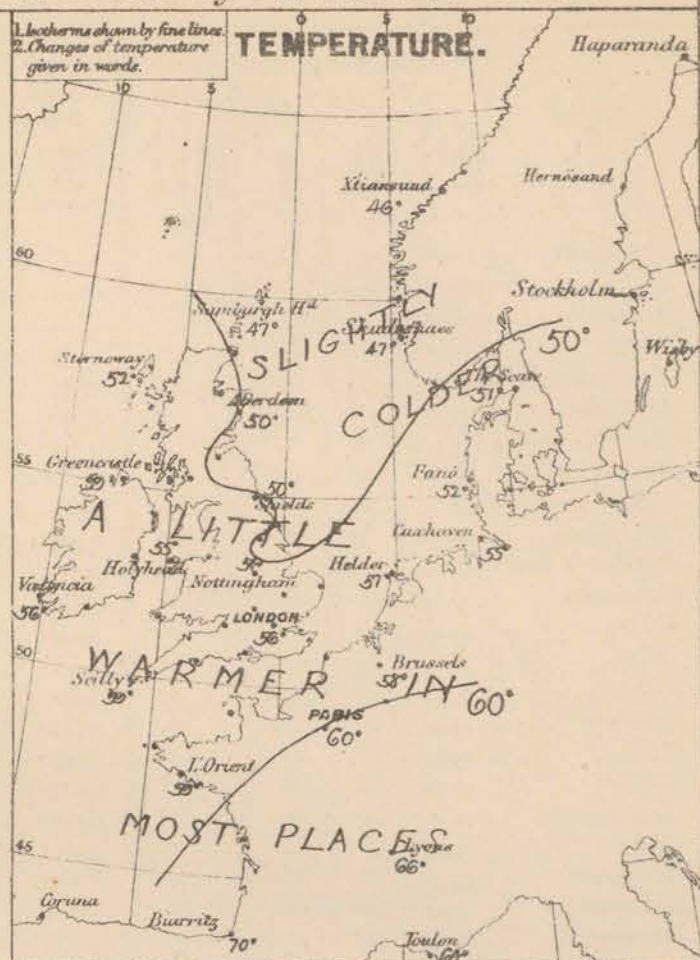 1. Isotherms shown by fine lines.
2. Changes of temperature
given in words.
TEMPERATURE.
0 5 10
10 5
Haparanda
Xtiansund
46°
Hernösand
60
Sumburgh Hd
47°
SLIGHTLY
Skudesnaes
47°
Stockholm
50°
Wisby
Stornoway
52°
Aberdeen
50°
COLDER
The Scaw
51°
55
Greencastle
50°
Shields
Fanö
52°
A LITTLE
Cuxhaven
55°
55°
Holyhead
Nottingham
Helder
57°
Valencia
56°
LONDON
56°
50
WARMER
Scilly
Brussels
58°
IN
60°
PARIS
60°
L'Orient
MOST PLACES
45
Lyons
66°
Coruna
Biarritz
70°
Toulon